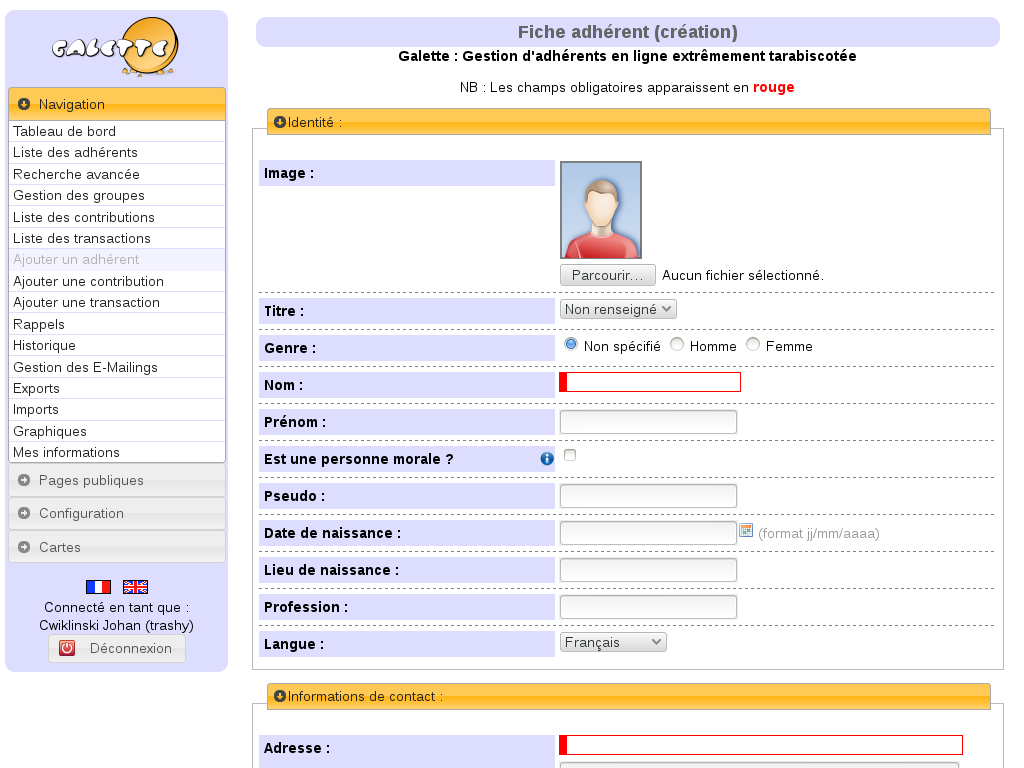 GALETTE
Navigation
Tableau de bord
Liste des adhérents
Recherche avancée
Gestion des groupes
Liste des contributions
Liste des transactions
Ajouter un adhérent
Ajouter une contribution
Ajouter une transaction
Rappels
Historique
Gestion des E-Mailings
Exports
Imports
Graphiques
Mes informations
Pages publiques
Configuration
Cartes
Connecté en tant que :
Cwiklinski Johan (trashy)
Déconnexion
Fiche adhérent (création)
Galette : Gestion d'adhérents en ligne extrêmement tarabiscotée
NB : Les champs obligatoires apparaissent en rouge
Identité :
Image :
Parcourir... Aucun fichier sélectionné.
Titre : Non renseigné
Genre : Non spécifié Homme Femme
Nom :
Prénom :
Est une personne morale ?
Pseudo :
Date de naissance : (format jj/mm/aaaa)
Lieu de naissance :
Profession :
Langue : Français
Informations de contact :
Adresse :